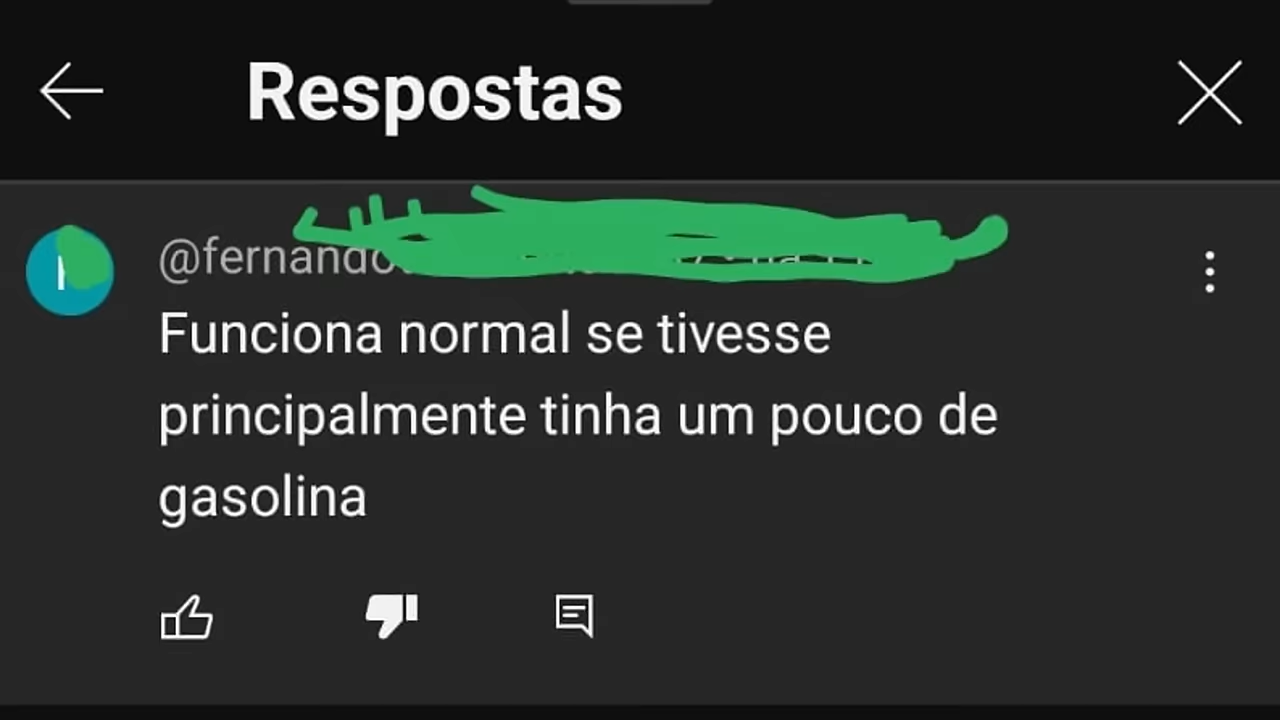 Respostas
@fernando
Funciona normal se tivesse
principalmente tinha um pouco de
gasolina